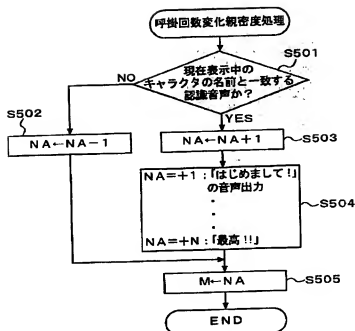 呼掛回数変化親密度処理
S501
現在表示中の
キャラクタの名前と一致する
認識音声か?
NO
YES
S502
NA←NA-1
NA←NA+1
S503
NA=+1:「はじめまして!」
の音声出力
・
・
・
NA=+N:「最高!!」
S504
M←NA
S505
END